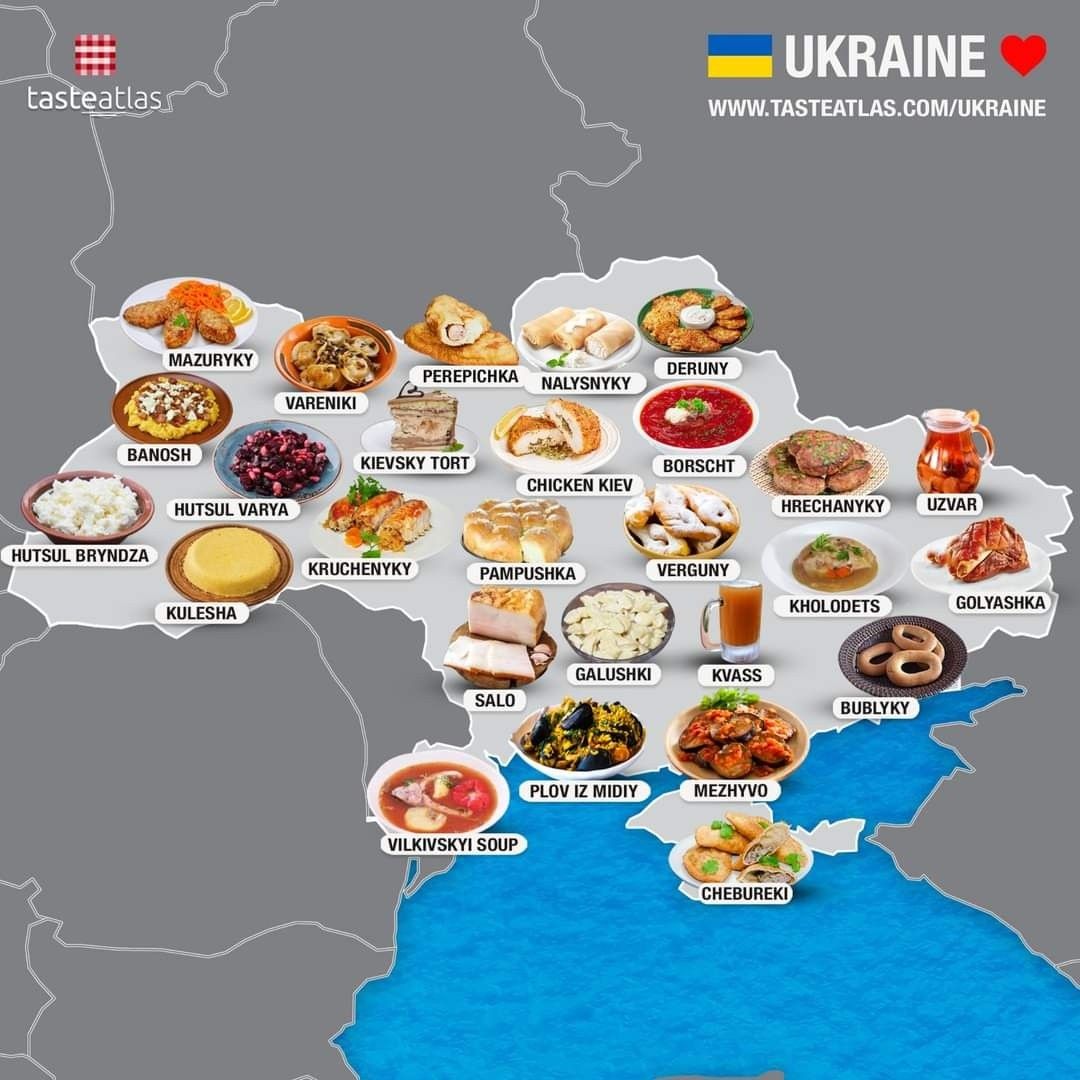 tasteatlas
UKRAINE
WWW.TASTEATLAS.COM/UKRAINE
MAZURYKY
VARENIKI
PEREPICHKA
NALYSNYKY
DERUNY
BANOSH
HUTSUL VARYA
KIEVSKY TORT
CHICKEN KIEV
BORSCHT
HRECHANYKY
UZVAR
HUTSUL BRYNDZA
KULESHA
KRUCHENYKY
PAMPUSHKA
VERGUNY
KHOLODETS
GOLYASHKA
SALO
GALUSHKI
KVASS
BUBLYKY
PLOV IZ MIDIY
MEZHYVO
VILKIVSKYI SOUP
CHEBUREKI